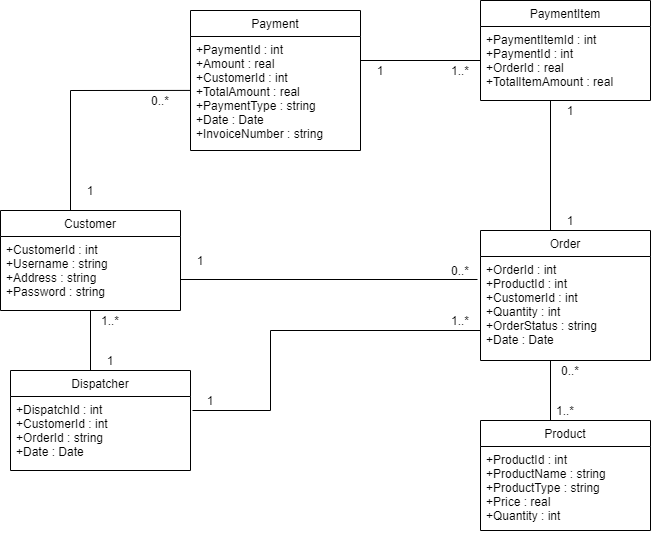 Payment
+PaymentId : int
+Amount : real
+CustomerId : int
+TotalAmount : real
+PaymentType : string
+Date : Date
+InvoiceNumber : string
PaymentItem
+PaymentItemId : int
+PaymentId : int
+OrderId : real
+TotalItemAmount : real
1
1..*
0..*
1
1
1
Customer
+CustomerId : int
+Username : string
+Address : string
+Password : string
Order
+OrderId : int
+ProductId : int
+CustomerId : int
+Quantity : int
+OrderStatus : string
+Date : Date
1
0..*
1..*
1..*
1
1
Dispatcher
+DispatchId : int
+CustomerId : int
+OrderId : string
+Date : Date
0..*
1..*
Product
+ProductId : int
+ProductName : string
+ProductType : string
+Price : real
+Quantity : int